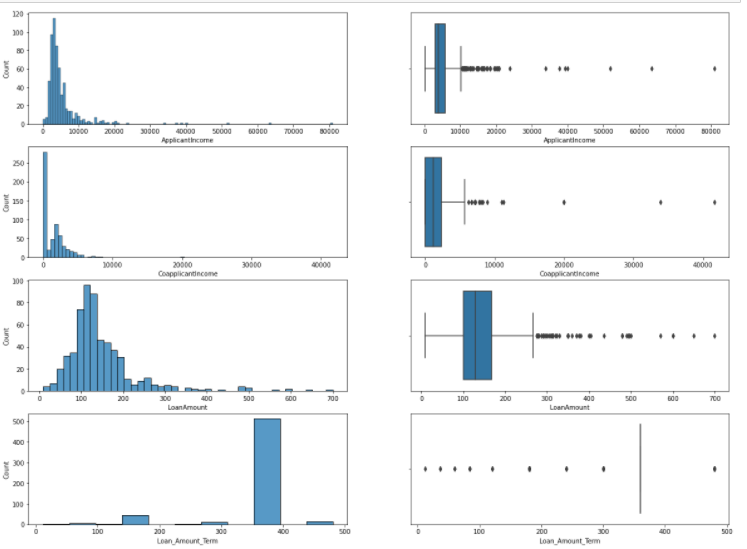 120
100
80
60
40
20
0
Count
0 10000 20000 30000 40000 50000 60000 70000 80000
ApplicantIncome
0 10000 20000 30000 40000 50000 60000 70000 80000
ApplicantIncome
250
200
150
100
50
0
Count
0 10000 20000 30000 40000
CoapplicantIncome
0 10000 20000 30000 40000
CoapplicantIncome
100
80
60
40
20
0
Count
0 100 200 300 400 500 600 700
LoanAmount
0 100 200 300 400 500 600 700
LoanAmount
500
400
300
200
100
0
Count
0 100 200 300 400 500
Loan_Amount_Term
0 100 200 300 400 500
Loan_Amount_Term